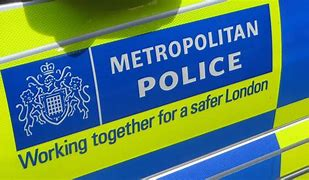 METROPOLITAN
POLICE
Working together for a safer London